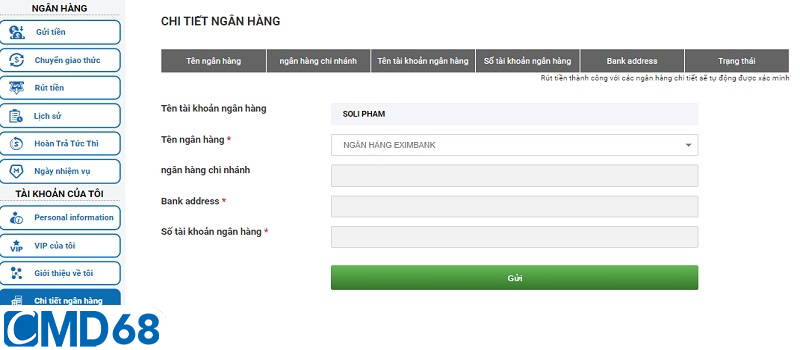 NGÂN HÀNG
Gửi tiền
Chuyển giao thức
Rút tiền
Lịch sử
Hoàn Trả Tức Thì
Ngày nhiệm vụ
TÀI KHOẢN CỦA TÔI
Personal information
VIP của tôi
Giới thiệu về tôi
Chi tiết ngân hàng
CMD68
CHI TIẾT NGÂN HÀNG
Tên ngân hàng ngân hàng chi nhánh Tên tài khoản ngân hàng Số tài khoản ngân hàng Bank address Trạng thái
Rút tiền thành công với các ngân hàng chi tiết sẽ tự động được xác minh
Tên tài khoản ngân hàng SOLI PHAM
Tên ngân hàng * NGÂN HÀNG EXIMBANK
ngân hàng chi nhánh
Bank address *
Số tài khoản ngân hàng *
Gửi